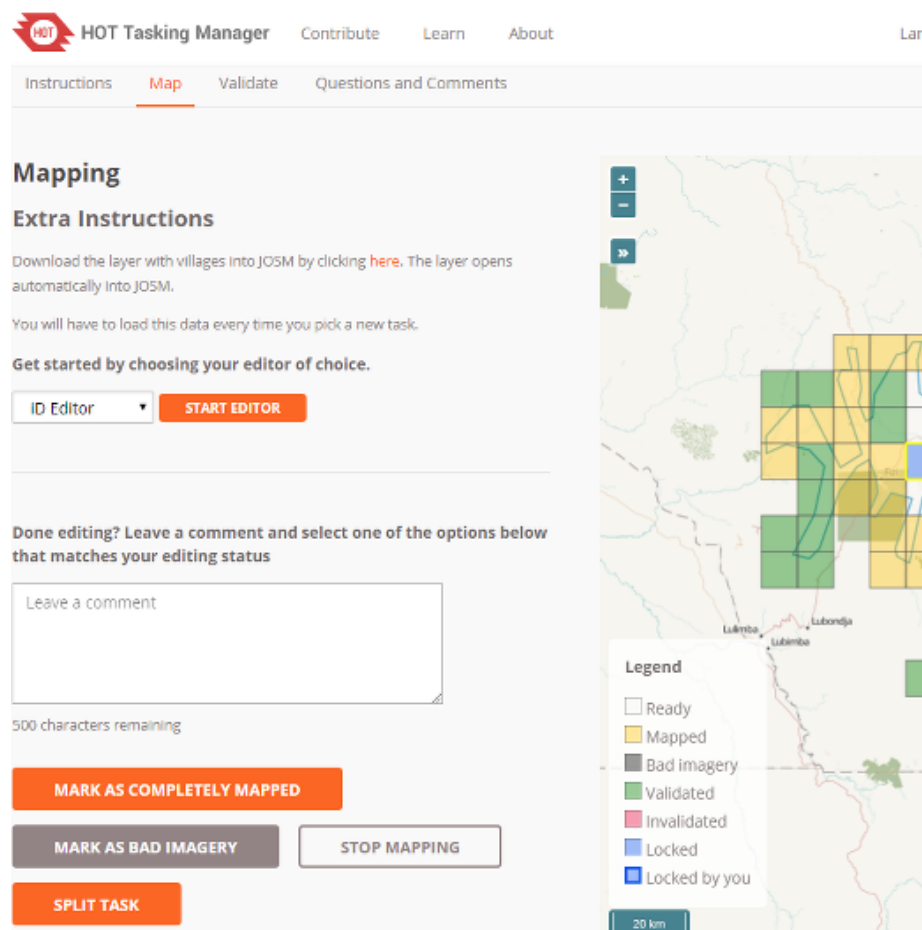 HOT HOT Tasking Manager Contribute Learn About
Instructions Map Validate Questions and Comments
Mapping
Extra Instructions
Download the layer with villages into JOSM by clicking here. The layer opens
automatically into JOSM.
You will have to load this data every time you pick a new task.
Get started by choosing your editor of choice.
iD Editor START EDITOR
Done editing? Leave a comment and select one of the options below
that matches your editing status
Leave a comment
500 characters remaining
MARK AS COMPLETELY MAPPED
MARK AS BAD IMAGERY STOP MAPPING
SPLIT TASK
+
−
»
Lulimba
Lubondja
Lubimba
Legend
Ready
Mapped
Bad imagery
Validated
Invalidated
Locked
Locked by you
20 km